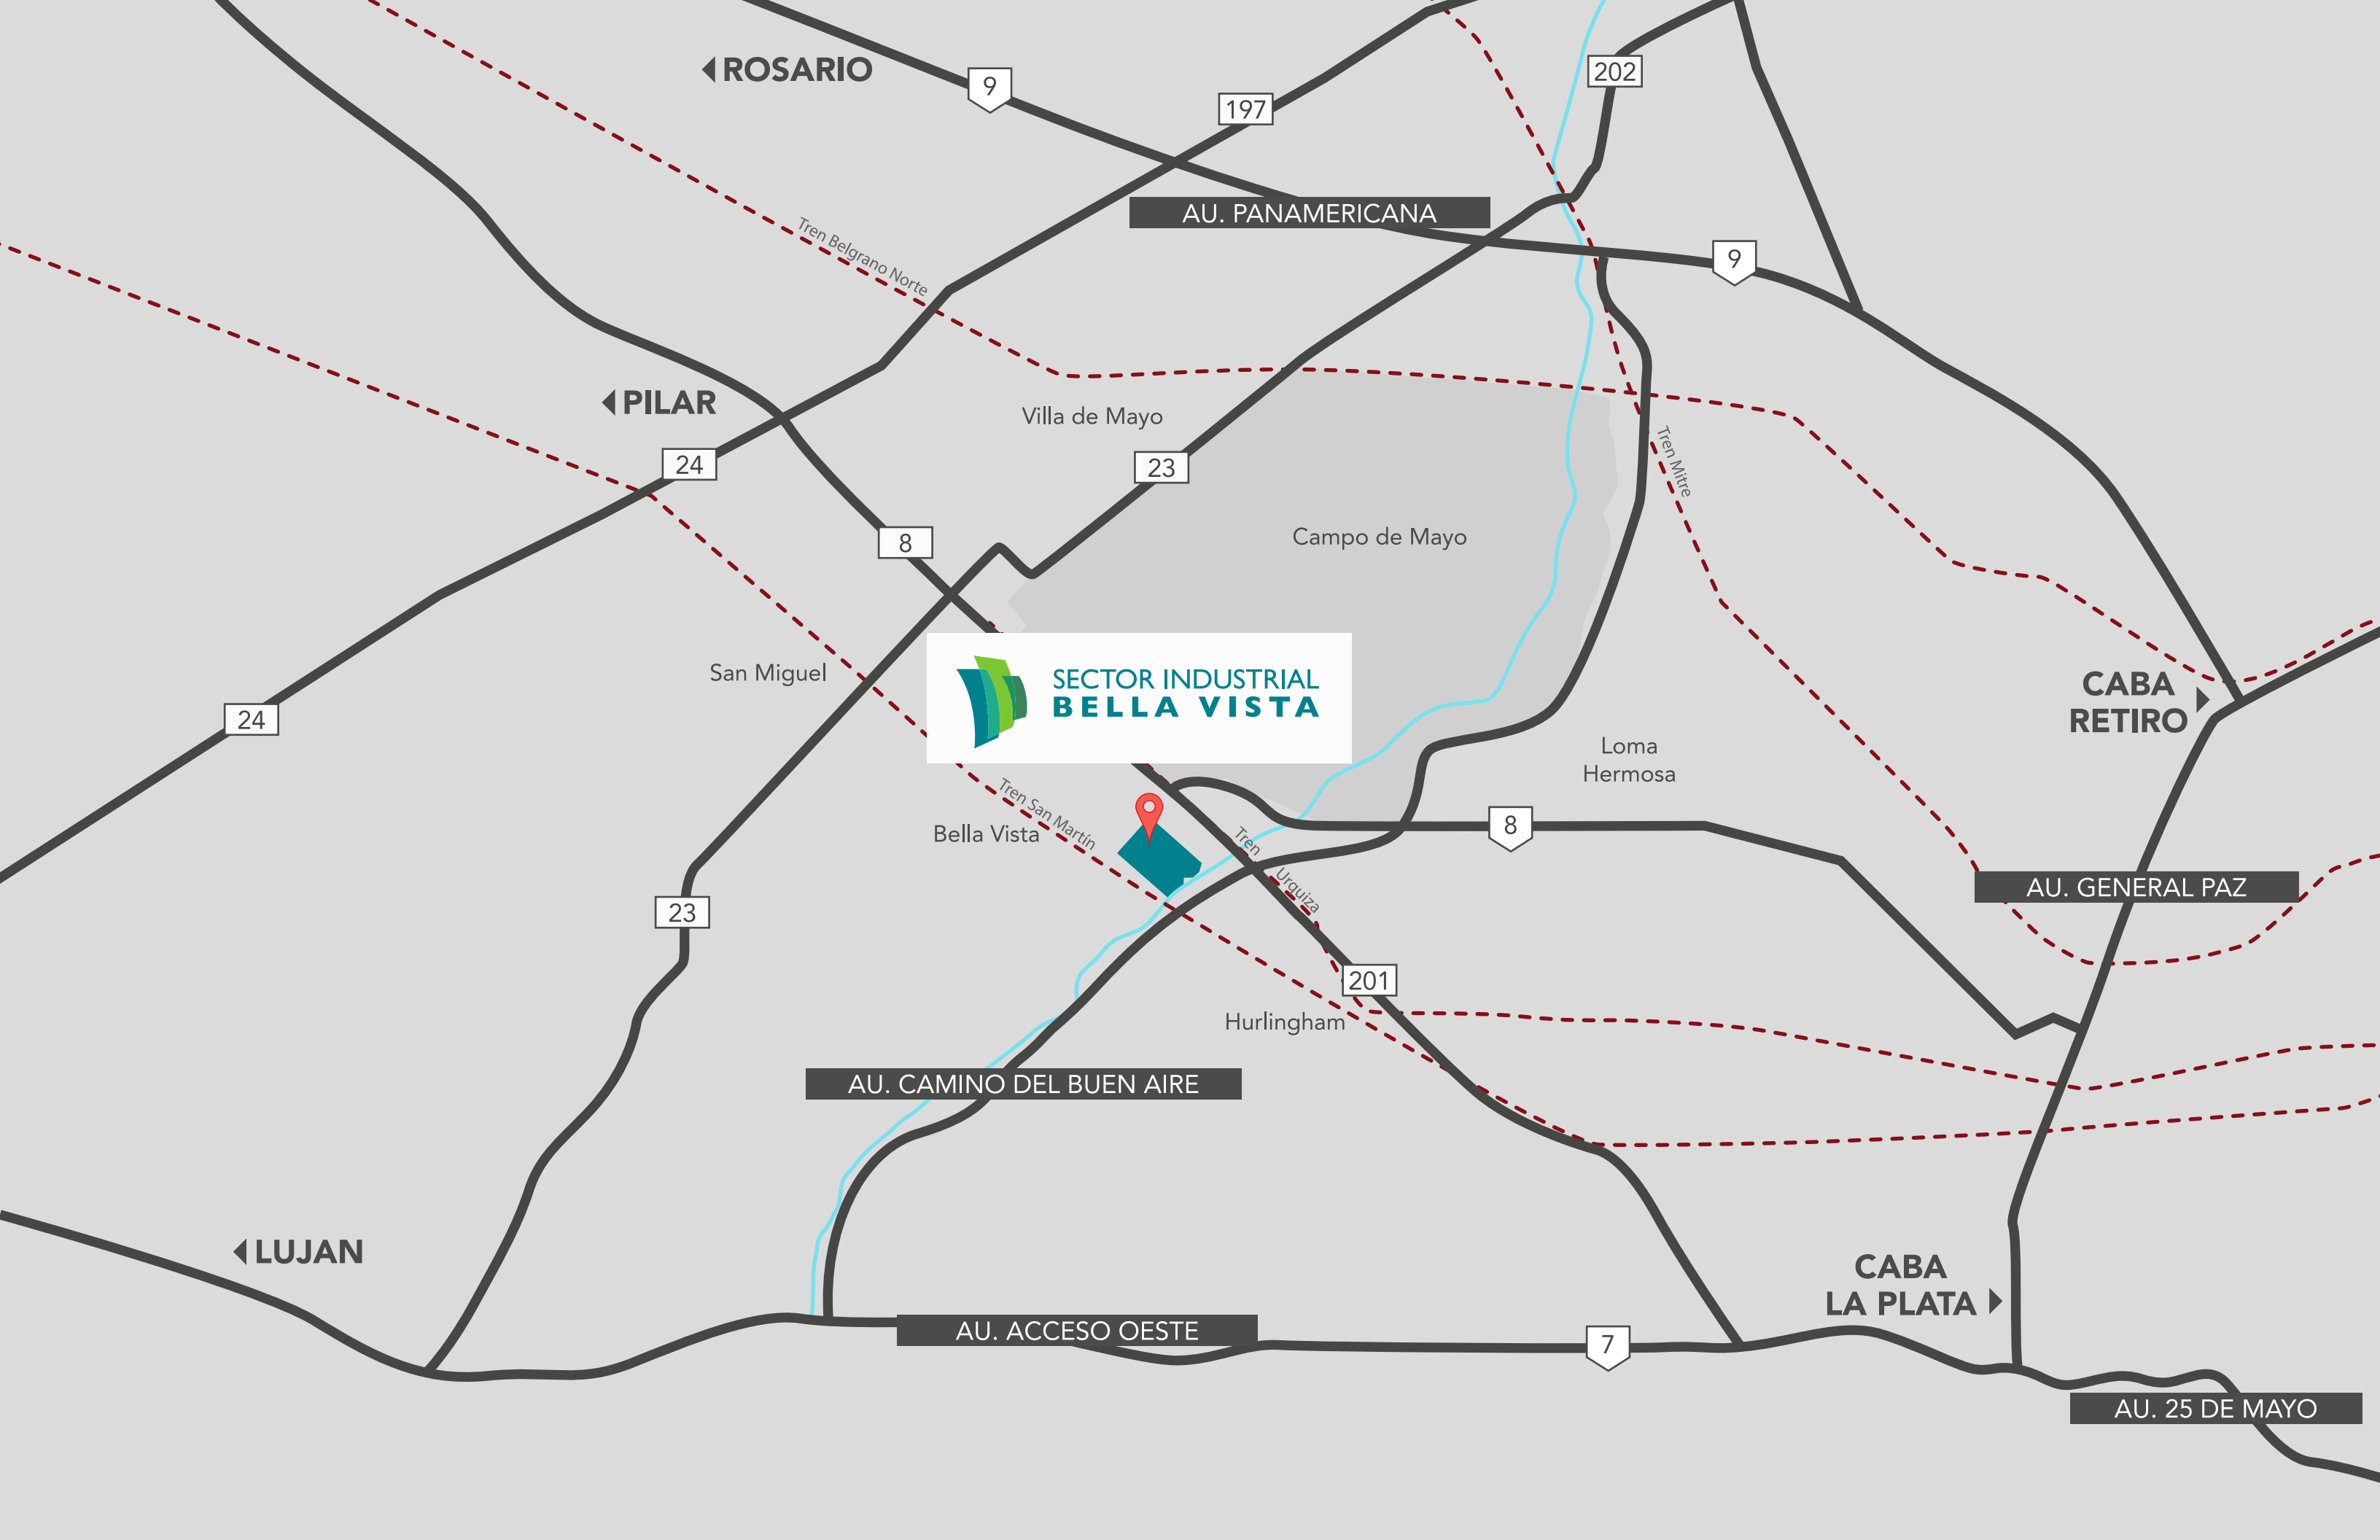 ROSARIO
9
197
202
AU. PANAMERICANA
9
Tren Belgrano Norte
PILAR
Villa de Mayo
24
23
Tren Mitre
8
Campo de Mayo
San Miguel
SECTOR INDUSTRIAL
BELLA VISTA
CABA
RETIRO
24
Loma
Hermosa
Tren San Martín
Bella Vista
8
Tren Urquiza
AU. GENERAL PAZ
23
201
Hurlingham
AU. CAMINO DEL BUEN AIRE
LUJAN
CABA
LA PLATA
AU. ACCESO OESTE
7
AU. 25 DE MAYO